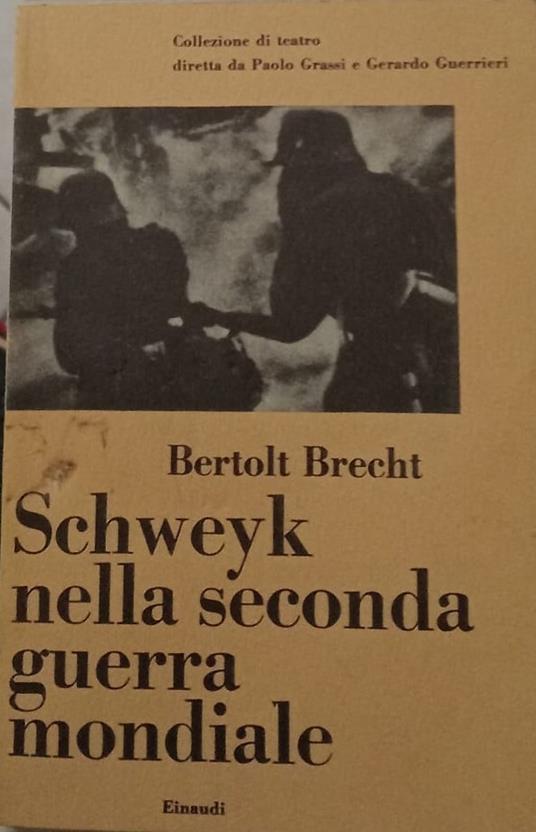 Collezione di teatro
diretta da Paolo Grassi e Gerardo Guerrieri
Bertolt Brecht
Schweyk
nella seconda
guerra
mondiale
Einaudi